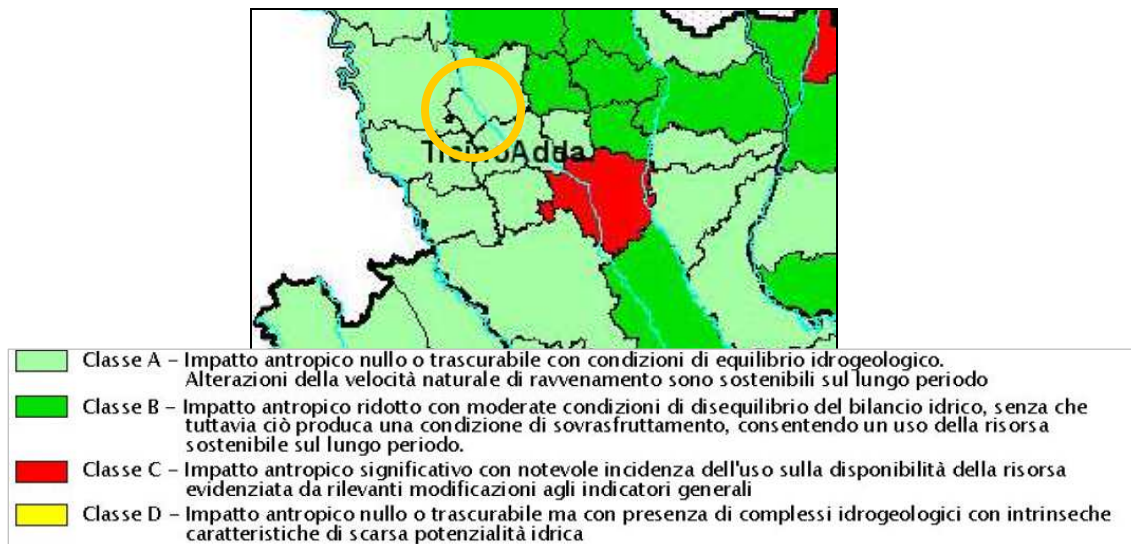 TicinoAdda
Classe A – Impatto antropico nullo o trascurabile con condizioni di equilibrio idrogeologico.
Alterazioni della velocità naturale di ravvenamento sono sostenibili sul lungo periodo
Classe B – Impatto antropico ridotto con moderate condizioni di disequilibrio del bilancio idrico, senza che
tuttavia ciò produca una condizione di sovrasfruttamento, consentendo un uso della risorsa
sostenibile sul lungo periodo.
Classe C – Impatto antropico significativo con notevole incidenza dell'uso sulla disponibilità della risorsa
evidenziata da rilevanti modificazioni agli indicatori generali
Classe D – Impatto antropico nullo o trascurabile ma con presenza di complessi idrogeologici con intrinseche
caratteristiche di scarsa potenzialità idrica